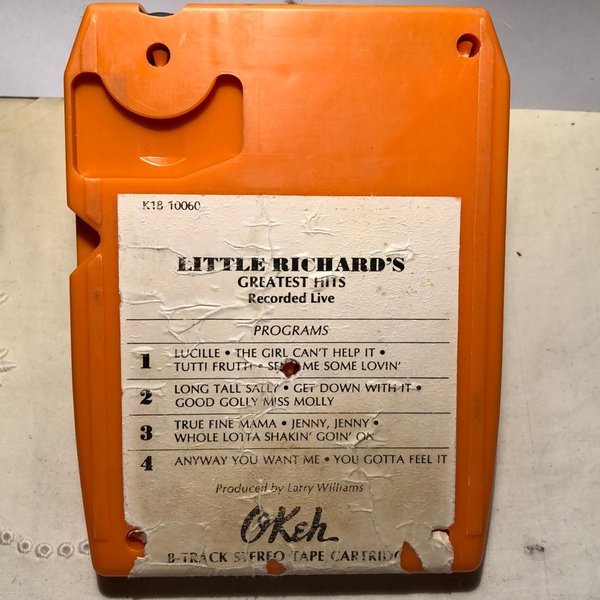 K18 10060
LITTLE RICHARD'S
GREATEST HITS
Recorded Live
PROGRAMS
1 LUCILLE • THE GIRL CAN'T HELP IT •
TUTTI FRUTTI • SEND ME SOME LOVIN'
2 LONG TALL SALLY • GET DOWN WITH IT •
GOOD GOLLY MISS MOLLY
3 TRUE FINE MAMA • JENNY, JENNY •
WHOLE LOTTA SHAKIN' GOIN' ON
4 ANYWAY YOU WANT ME • YOU GOTTA FEEL IT
Produced by Larry Williams
OKeh
8-TRACK STEREO TAPE CARTRIDGE